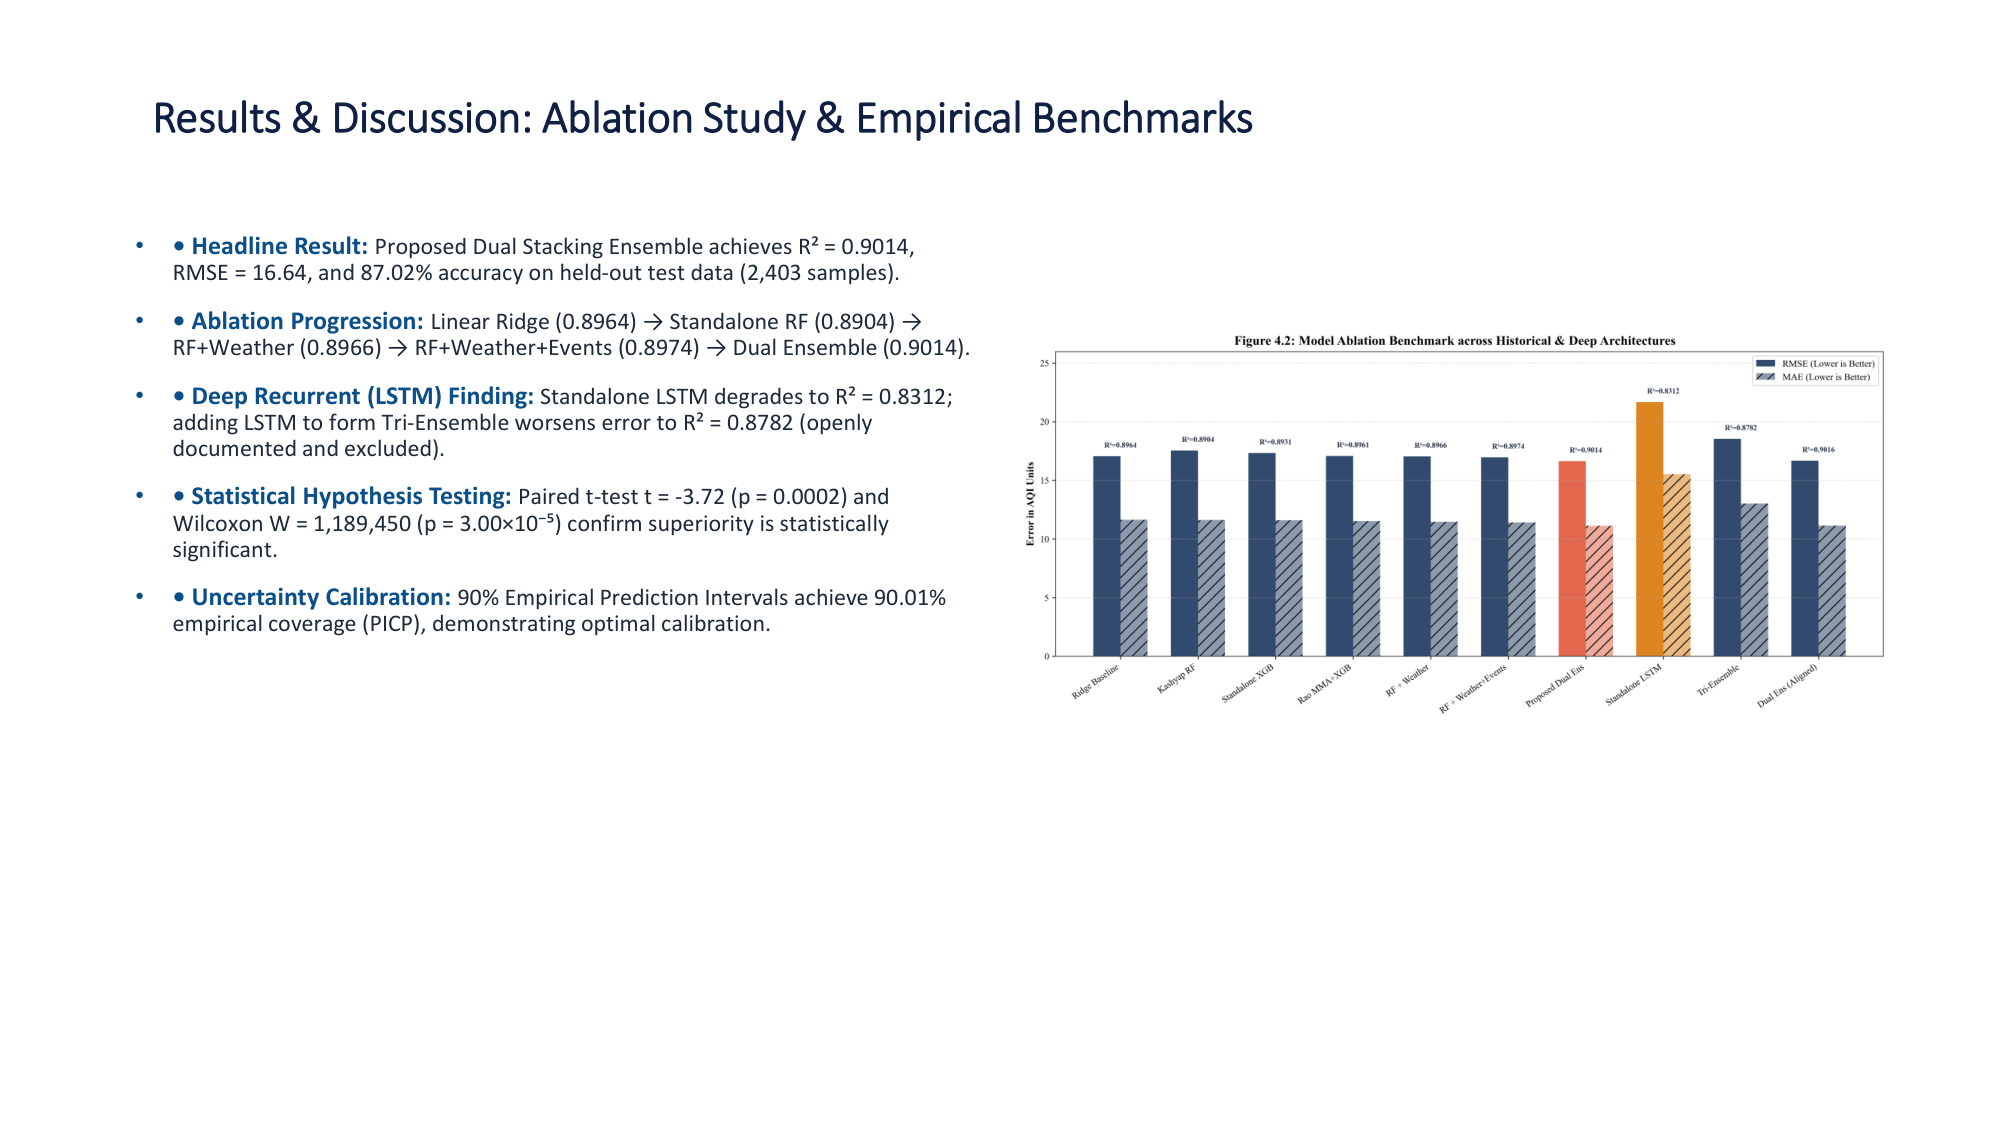 Results & Discussion: Ablation Study & Empirical Benchmarks
• • Headline Result: Proposed Dual Stacking Ensemble achieves R² = 0.9014,
RMSE = 16.64, and 87.02% accuracy on held-out test data (2,403 samples).
• • Ablation Progression: Linear Ridge (0.8964) → Standalone RF (0.8904) →
RF+Weather (0.8966) → RF+Weather+Events (0.8974) → Dual Ensemble (0.9014).
• • Deep Recurrent (LSTM) Finding: Standalone LSTM degrades to R² = 0.8312;
adding LSTM to form Tri-Ensemble worsens error to R² = 0.8782 (openly
documented and excluded).
• • Statistical Hypothesis Testing: Paired t-test t = -3.72 (p = 0.0002) and
Wilcoxon W = 1,189,450 (p = 3.00×10⁻⁵) confirm superiority is statistically
significant.
• • Uncertainty Calibration: 90% Empirical Prediction Intervals achieve 90.01%
empirical coverage (PICP), demonstrating optimal calibration.
Figure 4.2: Model Ablation Benchmark across Historical & Deep Architectures
RMSE (Lower is Better)
MAE (Lower is Better)
Error in AQI Units
25
20
15
10
5
0
R²=0.8964
R²=0.8904
R²=0.8931
R²=0.8961
R²=0.8966
R²=0.8974
R²=0.9014
R²=0.8312
R²=0.8782
R²=0.9016
Ridge Baseline
Kashyap RF
Standalone XGB
Rao MMA+XGB
RF + Weather
RF + Weather+Events
Proposed Dual Ens
Standalone LSTM
Tri-Ensemble
Dual Ens (Aligned)